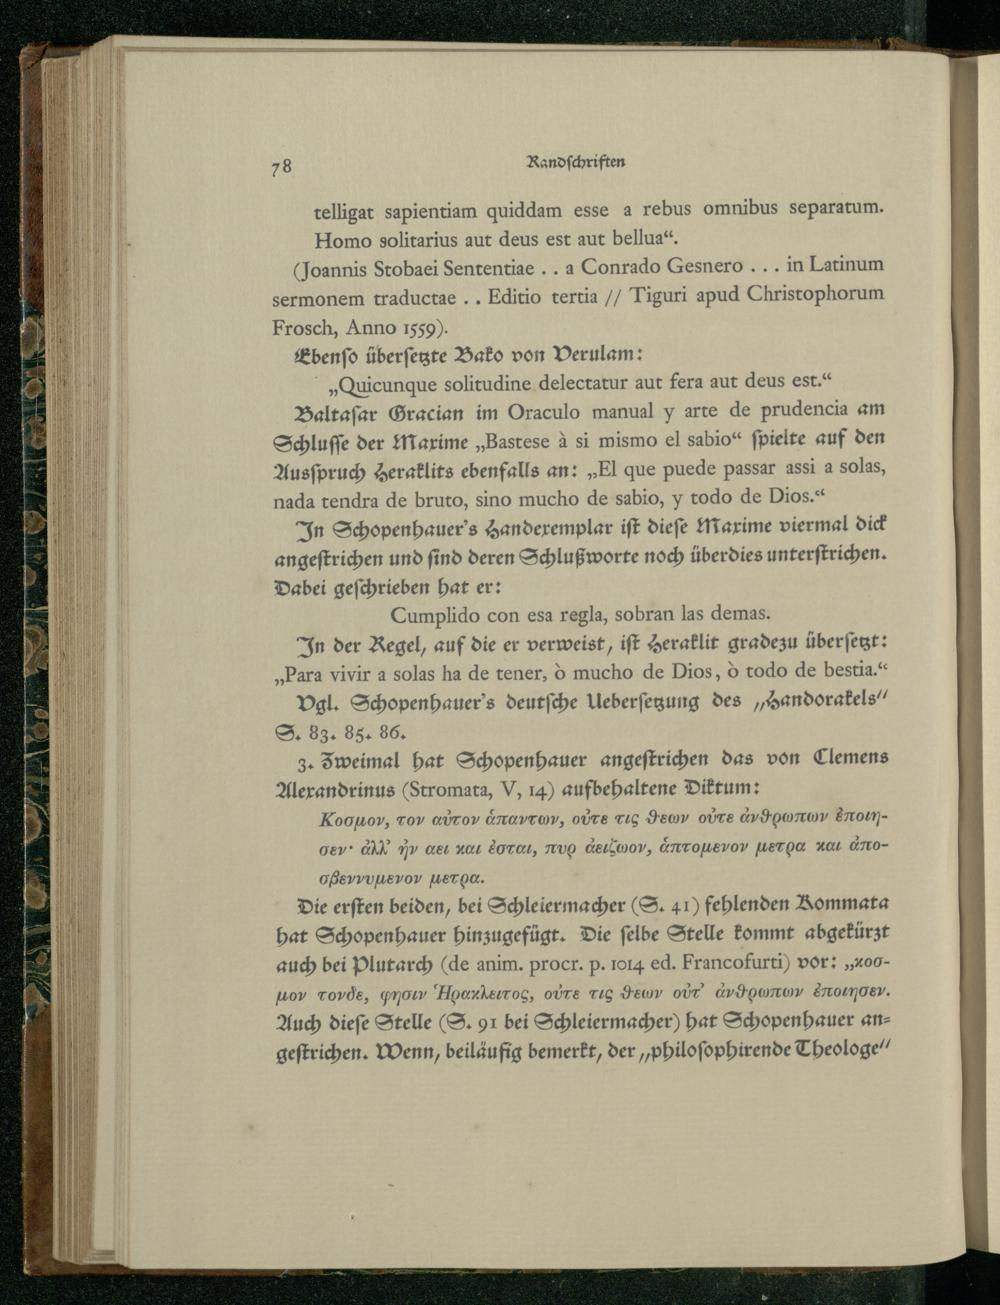 78 Randschriften
telligat sapientiam quiddam esse a rebus omnibus separatum.
Homo solitarius aut deus est aut bellua“.
(Joannis Stobaei Sententiae . . a Conrado Gesnero . . . in Latinum
sermonem traductae . . Editio tertia // Tiguri apud Christophorum
Frosch, Anno 1559).
Ebenſo überſetzte Bako von Verulam:
„Quicunque solitudine delectatur aut fera aut deus est.“
Baltaſar Gracian im Oraculo manual y arte de prudencia am
Schluſſe der Maxime „Bastese à si mismo el sabio“ ſpielte auf den
Ausſpruch Heraklits ebenfalls an: „El que puede passar assi a solas,
nada tendra de bruto, sino mucho de sabio, y todo de Dios.“
In Schopenhauer’s Handexemplar iſt dieſe Maxime viermal dick
angeſtrichen und ſind deren Schlußworte noch überdies unterſtrichen.
Dabei geſchrieben hat er:
Cumplido con esa regla, sobran las demas.
In der Regel, auf die er verweist, iſt Heraklit gradezu überſetzt:
„Para vivir a solas ha de tener, ò mucho de Dios, ò todo de bestia.“
Vgl. Schopenhauer’s deutſche Ueberſetzung des „Handorakels“
S. 83. 85. 86.
3. Zweimal hat Schopenhauer angeſtrichen das von Clemens
Alexandrinus (Stromata, V, 14) aufbehaltene Diktum:
Κοσμον, τον αὐτον ἁπαντων, οὐτε τις ϑεων οὐτε ἀνϑρωπων ἐποιη-
σεν· ἀλλ’ ἠν αει και ἐσται, πυρ ἀειζωον, ἁπτομενον μετρα και ἀπο-
σβεννυμενον μετρα.
Die erſten beiden, bei Schleiermacher (S. 41) fehlenden Kommata
hat Schopenhauer hinzugefügt. Die ſelbe Stelle kommt abgekürzt
auch bei Plutarch (de anim. procr. p. 1014 ed. Francofurti) vor: „κοσ-
μον τονδε, φησιν Ἡρακλειτος, οὐτε τις ϑεων οὐτ’ ἀνϑρωπων ἐποιησεν.
Auch dieſe Stelle (S. 91 bei Schleiermacher) hat Schopenhauer an-
geſtrichen. Wenn, beiläufig bemerkt, der „philoſophirende Theologe“